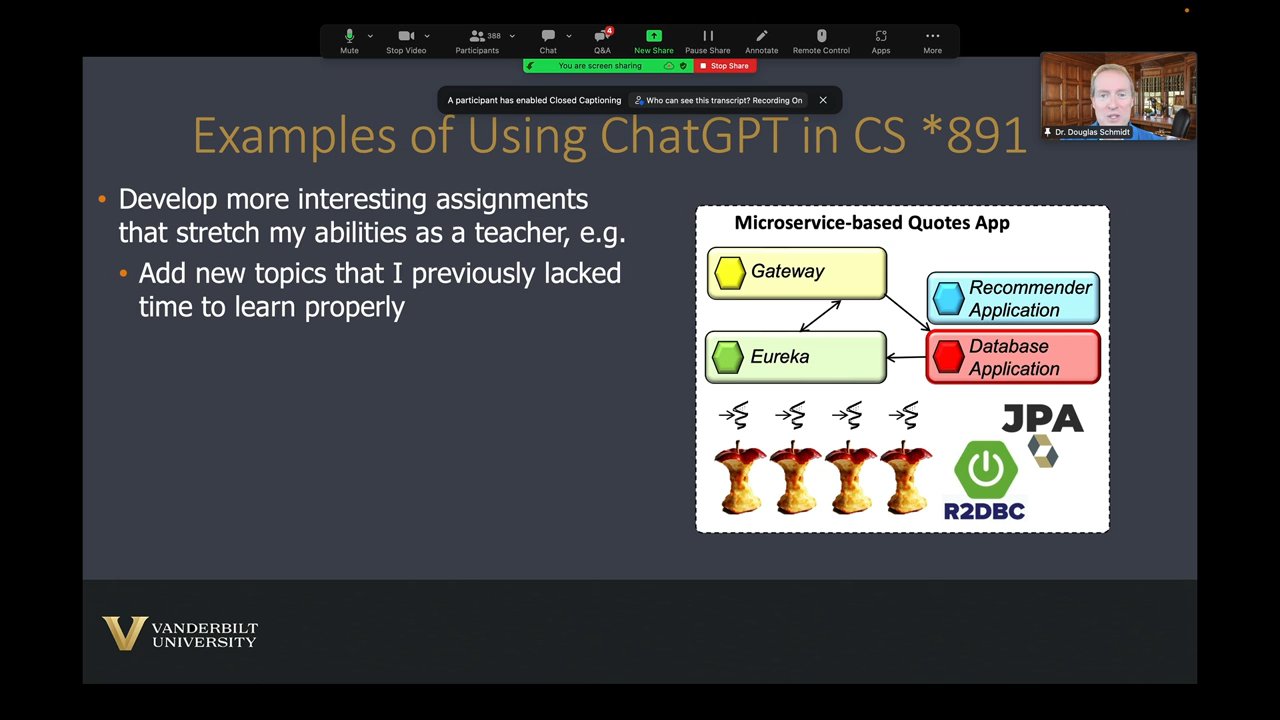 Mute
Stop Video
Participants
388
Chat
4
Q&A
New Share
Pause Share
Annotate
Remote Control
Apps
More
You are screen sharing
Stop Share
A participant has enabled Closed Captioning
Who can see this transcript? Recording On
Dr. Douglas Schmidt
Examples of Using ChatGPT in CS *891
• Develop more interesting assignments
that stretch my abilities as a teacher, e.g.
• Add new topics that I previously lacked
time to learn properly
Microservice-based Quotes App
Gateway
Recommender
Application
Eureka
Database
Application
JPA
R2DBC
VANDERBILT
UNIVERSITY